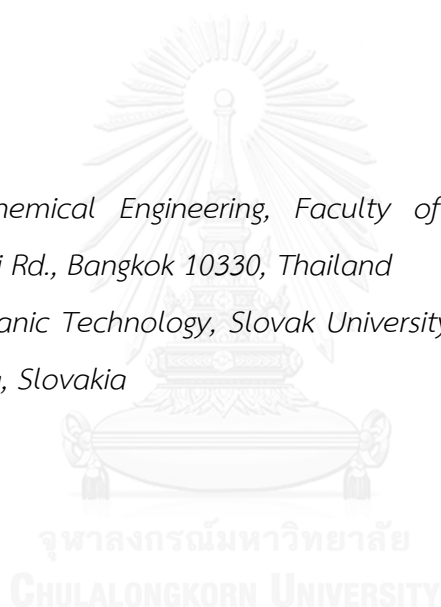 hemical Engineering, Faculty of
i Rd., Bangkok 10330, Thailand
anic Technology, Slovak University
, Slovakia
จุฬาลงกรณ์มหาวิทยาลัย
CHULALONGKORN UNIVERSITY